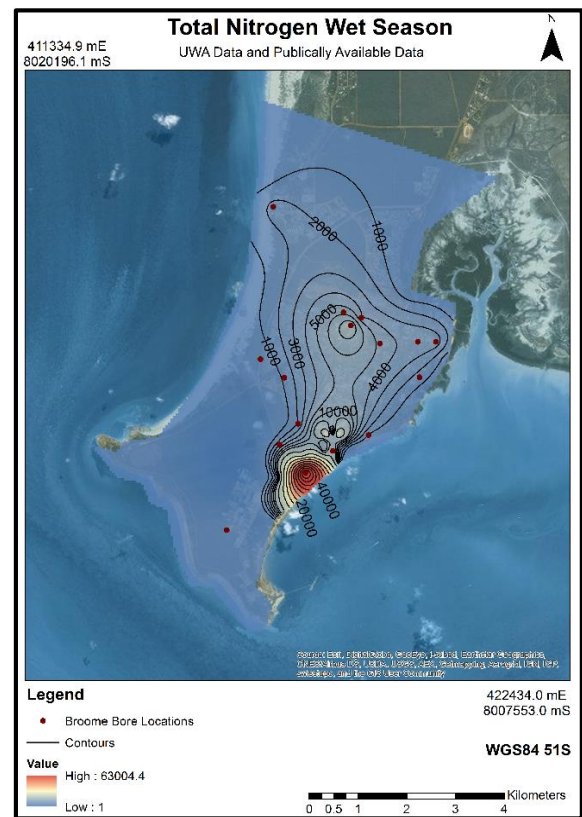 Total Nitrogen Wet Season
UWA Data and Publically Available Data
411334.9 mE
8020196.1 mS
2000
1000
5000
1000
3000
4000
10000
40000
20000
Legend
Broome Bore Locations
Contours
Value
High : 63004.4
Low : 1
422434.0 mE
8007553.0 mS
WGS84 51S
Kilometers
0 0.5 1 2 3 4